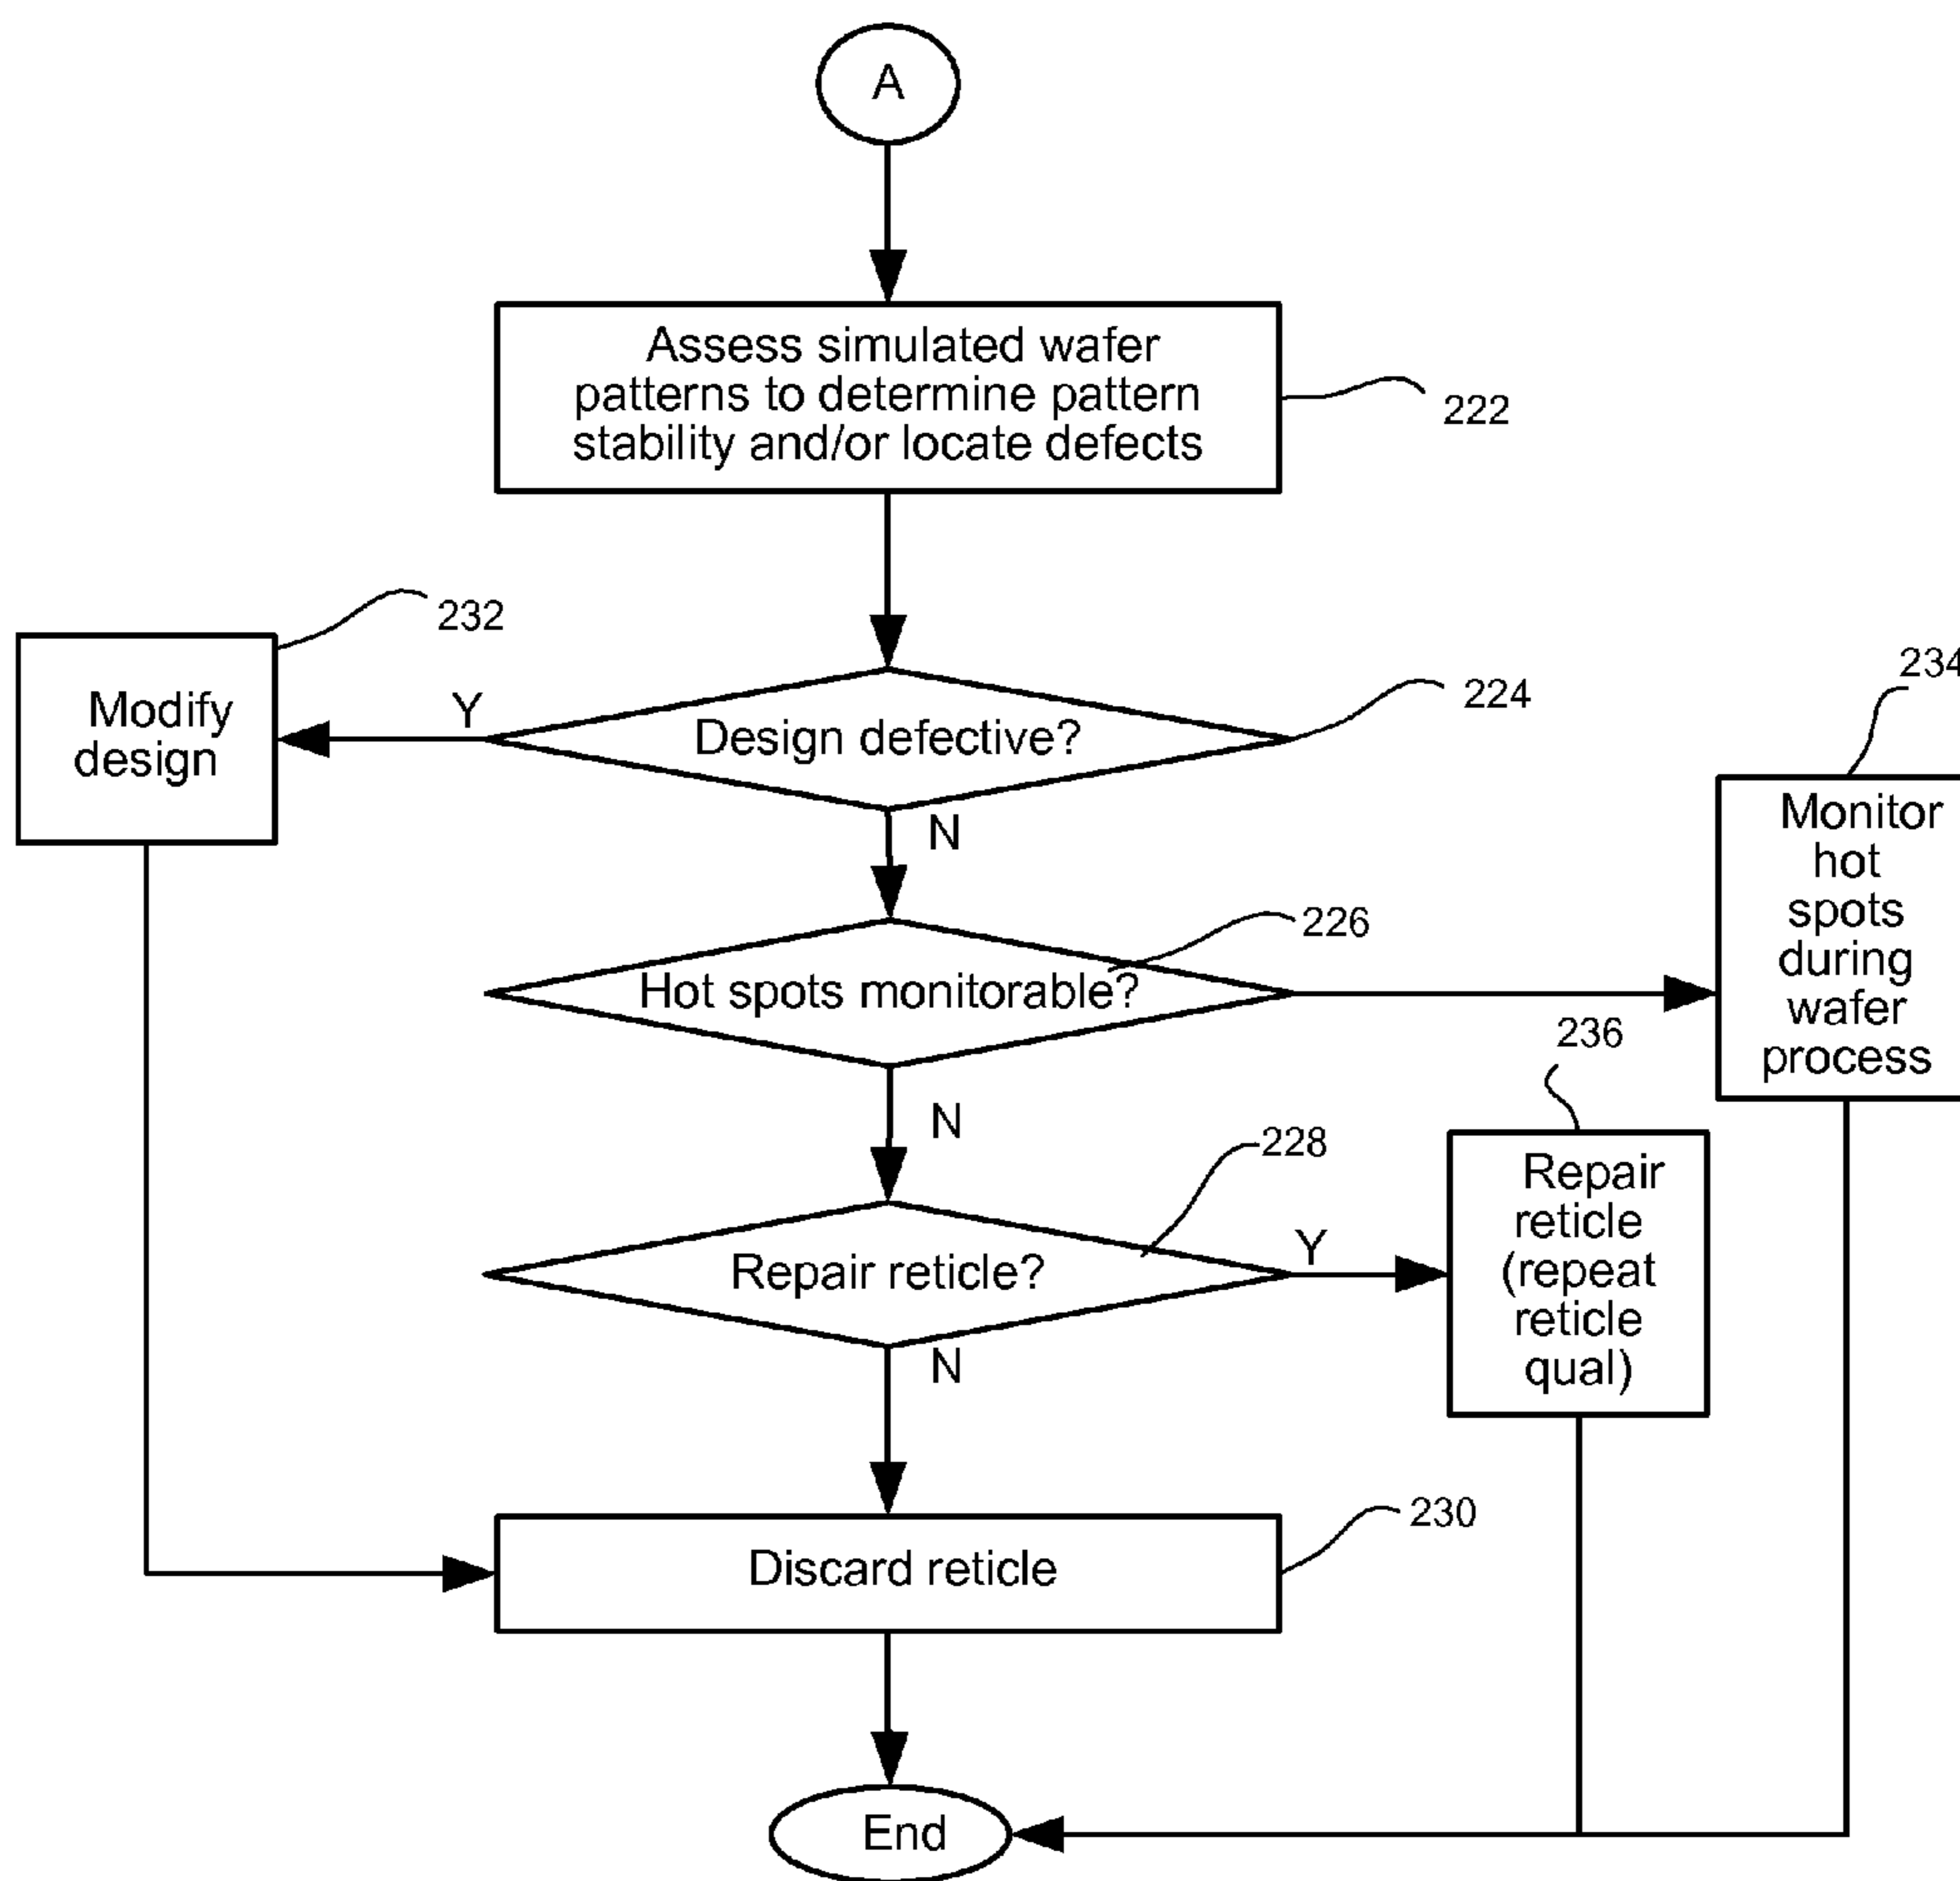 A
Assess simulated wafer
patterns to determine pattern
stability and/or locate defects
222
232
Modify
design
Y
Design defective?
224
N
234
Monitor
hot
spots
during
wafer
process
Hot spots monitorable?
226
N
236
Repair
reticle
(repeat
reticle
qual)
Repair reticle?
228
Y
N
Discard reticle
230
End